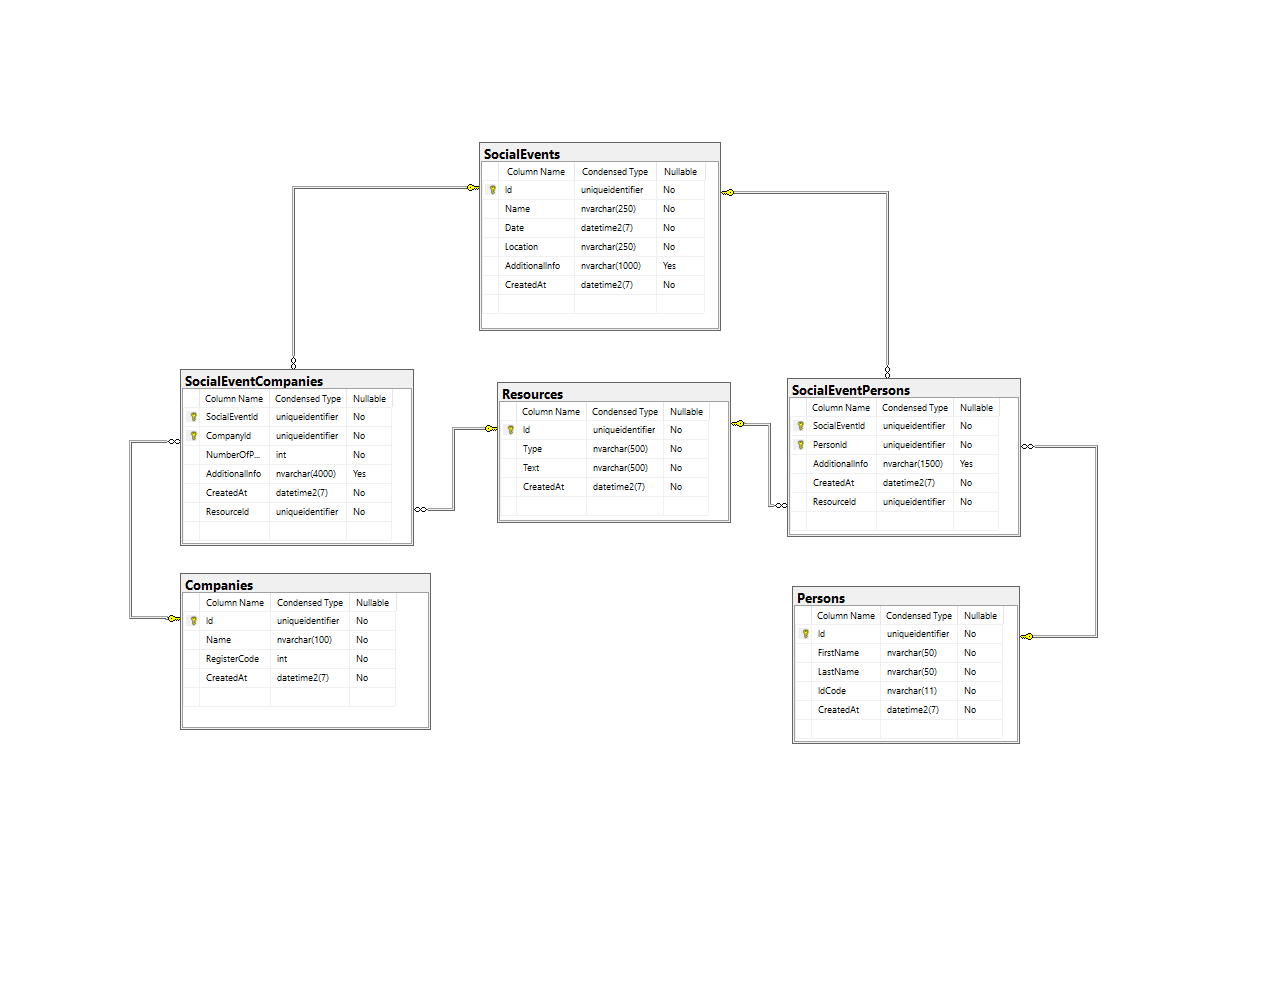 SocialEvents
Column Name Condensed Type Nullable
Id uniqueidentifier No
Name nvarchar(250) No
Date datetime2(7) No
Location nvarchar(250) No
AdditionalInfo nvarchar(1000) Yes
CreatedAt datetime2(7) No
SocialEventCompanies
Column Name Condensed Type Nullable
SocialEventId uniqueidentifier No
CompanyId uniqueidentifier No
NumberOfP... int No
AdditionalInfo nvarchar(4000) Yes
CreatedAt datetime2(7) No
ResourceId uniqueidentifier No
Resources
Column Name Condensed Type Nullable
Id uniqueidentifier No
Type nvarchar(500) No
Text nvarchar(500) No
CreatedAt datetime2(7) No
SocialEventPersons
Column Name Condensed Type Nullable
SocialEventId uniqueidentifier No
PersonId uniqueidentifier No
AdditionalInfo nvarchar(1500) Yes
CreatedAt datetime2(7) No
ResourceId uniqueidentifier No
Companies
Column Name Condensed Type Nullable
Id uniqueidentifier No
Name nvarchar(100) No
RegisterCode int No
CreatedAt datetime2(7) No
Persons
Column Name Condensed Type Nullable
Id uniqueidentifier No
FirstName nvarchar(50) No
LastName nvarchar(50) No
IdCode nvarchar(11) No
CreatedAt datetime2(7) No